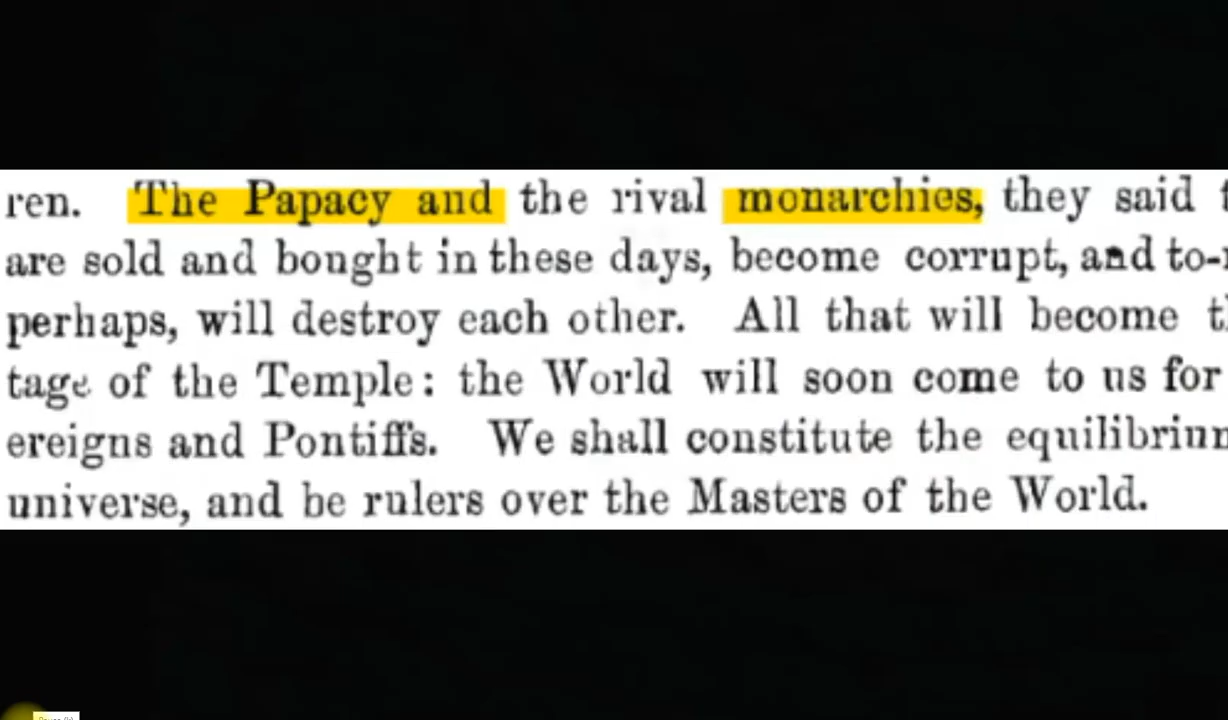 ren. The Papacy and the rival monarchies, they said
are sold and bought in these days, become corrupt, and to-
perhaps, will destroy each other. All that will become
tage of the Temple: the World will soon come to us for
ereigns and Pontiffs. We shall constitute the
universe, and be rulers over the Masters of the World.